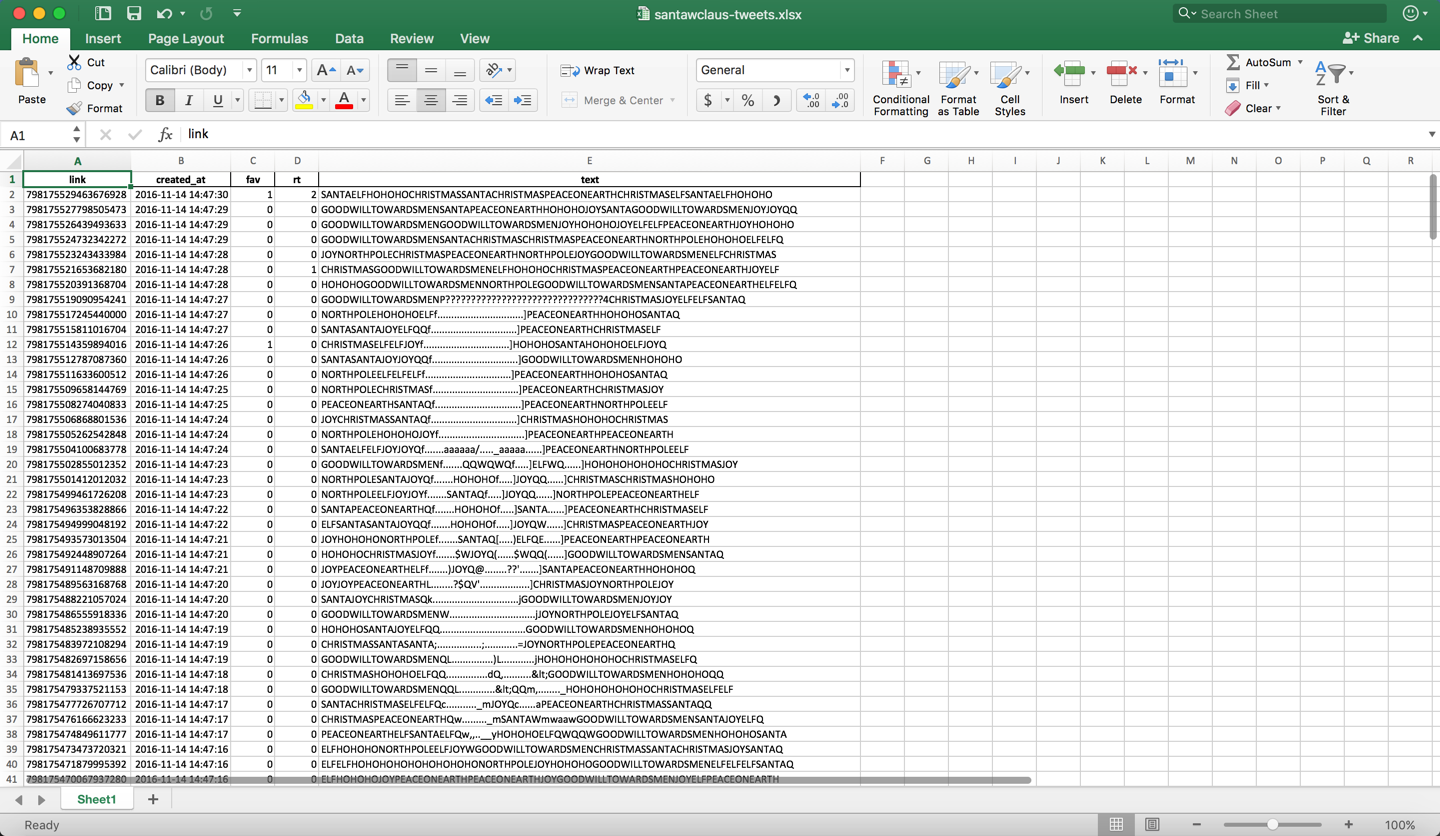 santawclaus-tweets.xlsx
Search Sheet
Home Insert Page Layout Formulas Data Review View Share
Paste Cut Copy Format
Calibri (Body) 11
B I U
Wrap Text
Merge & Center
General
Conditional Formatting
Format as Table
Cell Styles
Insert Delete Format
AutoSum
Fill
Clear
Sort & Filter
A1 fx link
A B C D E F G H I J K L M N O P Q R
1 link created_at fav rt text
2 798175529463676928 2016-11-14 14:47:30 1 2 SANTAELFHOHOHOCHRISTMASSANTACHRISTMASPEACEONEARTHCHRISTMASELFSANTAELFHOHOHO
3 798175527798505473 2016-11-14 14:47:29 0 0 GOODWILLTOWARDSMENSANTAPEACEONEARTHHOHOHOJOYSANTAGOODWILLTOWARDSMENJOYJOYQQ
4 798175526439493633 2016-11-14 14:47:29 0 0 GOODWILLTOWARDSMENGOODWILLTOWARDSMENJOYHOHOHOJOYELFELFPEACEONEARTHJOYHOHOHO
5 798175524732342272 2016-11-14 14:47:29 0 0 GOODWILLTOWARDSMENSANTACHRISTMASCHRISTMASPEACEONEARTHNORTHPOLEHOHOHOELFELFQ
6 798175523243433984 2016-11-14 14:47:28 0 0 JOYNORTHPOLECHRISTMASPEACEONEARTHNORTHPOLEJOYGOODWILLTOWARDSMENELFCHRISTMAS
7 798175521653682180 2016-11-14 14:47:28 0 1 CHRISTMASGOODWILLTOWARDSMENELFHOHOHOCHRISTMASPEACEONEARTHPEACEONEARTHJOYELF
8 798175520391368704 2016-11-14 14:47:28 0 0 HOHOHOGOODWILLTOWARDSMENNORTHPOLEGOODWILLTOWARDSMENSANTAPEACEONEARTHELFELFQ
9 798175519090954241 2016-11-14 14:47:27 0 0 GOODWILLTOWARDSMENP???????????????????????????????4CHRISTMASJOYELFELFSANTAQ
10 798175517245440000 2016-11-14 14:47:27 0 0 NORTHPOLEHOHOHOELFf...............................]PEACEONEARTHHOHOHOSANTAQ
11 798175515811016704 2016-11-14 14:47:27 0 0 SANTASANTAJOYELFQQf...............................]PEACEONEARTHCHRISTMASELF
12 798175514359894016 2016-11-14 14:47:26 1 0 CHRISTMASELFELFJOYf...............................]HOHOHOSANTAHOHOHOELFJOYQ
13 798175512787087360 2016-11-14 14:47:26 0 0 SANTASANTAJOYJOYQQf...............................]GOODWILLTOWARDSMENHOHOHO
14 798175511633600512 2016-11-14 14:47:26 0 0 NORTHPOLEELFELFELFf...............................]PEACEONEARTHHOHOHOSANTAQ
15 798175509658144769 2016-11-14 14:47:25 0 0 NORTHPOLECHRISTMASf...............................]PEACEONEARTHCHRISTMASJOY
16 798175508274040833 2016-11-14 14:47:25 0 0 PEACEONEARTHSANTAQf...............................]PEACEONEARTHNORTHPOLEELF
17 798175506868801536 2016-11-14 14:47:24 0 0 JOYCHRISTMASSANTAQf...............................]CHRISTMASHOHOHOCHRISTMAS
18 798175505262542848 2016-11-14 14:47:24 0 0 NORTHPOLEHOHOHOJOYf...............................]PEACEONEARTHPEACEONEARTH
19 798175504100683778 2016-11-14 14:47:24 0 0 SANTAELFELFJOYJOYQf.......aaaaaa/....._aaaaa......]PEACEONEARTHNORTHPOLEELF
20 798175502855012352 2016-11-14 14:47:23 0 0 GOODWILLTOWARDSMENf.......QQWQWQf.....]ELFWQ......]HOHOHOHOHOHOCHRISTMASJOY
21 798175501412012032 2016-11-14 14:47:23 0 0 NORTHPOLESANTAJOYQf.......HOHOHOf.....]JOYQQ......]CHRISTMASCHRISTMASHOHOHO
22 798175499461726208 2016-11-14 14:47:23 0 0 NORTHPOLEELFJOYJOYf.......SANTAQf.....]JOYQQ......]NORTHPOLEPEACEONEARTHELF
23 798175496353828866 2016-11-14 14:47:22 0 0 SANTAPEACEONEARTHQf.......HOHOHOf.....]SANTA......]PEACEONEARTHCHRISTMASELF
24 798175494999048192 2016-11-14 14:47:22 0 0 ELFSANTASANTAJOYQQf.......HOHOHOf.....]JOYQW......]CHRISTMASPEACEONEARTHJOY
25 798175493573013504 2016-11-14 14:47:21 0 0 JOYHOHOHONORTHPOLEf.......SANTAQ[.....)ELFQE......]PEACEONEARTHPEACEONEARTH
26 798175492448907264 2016-11-14 14:47:21 0 0 HOHOHOCHRISTMASJOYf.......$WJOYQ(......$WQQ(......]GOODWILLTOWARDSMENSANTAQ
27 798175491148709888 2016-11-14 14:47:21 0 0 JOYPEACEONEARTHELFf.......)JOYQ@........??'.......]SANTAPEACEONEARTHHOHOHOQ
28 798175489563168768 2016-11-14 14:47:20 0 0 JOYJOYPEACEONEARTHL........?$QV'..................]CHRISTMASJOYNORTHPOLEJOY
29 798175488221057024 2016-11-14 14:47:20 0 0 SANTAJOYCHRISTMASQk...............................jGOODWILLTOWARDSMENJOYJOY
30 798175486555918336 2016-11-14 14:47:20 0 0 GOODWILLTOWARDSMENW...............................jJOYNORTHPOLEJOYELFSANTAQ
31 798175485238935552 2016-11-14 14:47:19 0 0 HOHOHOSANTAJOYELFQQ...............................GOODWILLTOWARDSMENHOHOHOQ
32 798175483972108294 2016-11-14 14:47:19 0 0 CHRISTMASSANTASANTA;................;............=JOYNORTHPOLEPEACEONEARTHQ
33 798175482697158656 2016-11-14 14:47:19 0 0 GOODWILLTOWARDSMENQL...............)L............jHOHOHOHOHOHOCHRISTMASELFQ
34 798175481413697536 2016-11-14 14:47:18 0 0 CHRISTMASHOHOHOELFQQ...............dQ,..........&lt;GOODWILLTOWARDSMENHOHOHOQQ
35 798175479337521153 2016-11-14 14:47:18 0 0 GOODWILLTOWARDSMENQQL.............&lt;QQm,........_HOHOHOHOHOHOCHRISTMASELFELF
36 798175477726707712 2016-11-14 14:47:17 0 0 SANTACHRISTMASELFELFQc..........._mJOYQc......aPEACEONEARTHCHRISTMASSANTAQQ
37 798175476166623233 2016-11-14 14:47:17 0 0 CHRISTMASPEACEONEARTHQw........._mSANTAWmwaawGOODWILLTOWARDSMENSANTAJOYELFQ
38 798175474849611777 2016-11-14 14:47:17 0 0 PEACEONEARTHELFSANTAELFQw,,..__yHOHOHOELFQWQQWGOODWILLTOWARDSMENHOHOHOSANTA
39 798175473473720321 2016-11-14 14:47:16 0 0 ELFHOHOHONORTHPOLEELFJOYWGOODWILLTOWARDSMENCHRISTMASSANTACHRISTMASJOYSANTAQ
40 798175471879995392 2016-11-14 14:47:16 0 0 ELFELFHOHOHOHOHOHOHOHOHONORTHPOLEJOYHOHOHOGOODWILLTOWARDSMENELFELFELFSANTAQ
41 798175470067937280 2016-11-14 14:47:16 0 0 ELFHOHOHOJOYPEACEONEARTHPEACEONEARTHJOYGOODWILLTOWARDSMENJOYELFPEACEONEARTH
Sheet1
Ready 100%